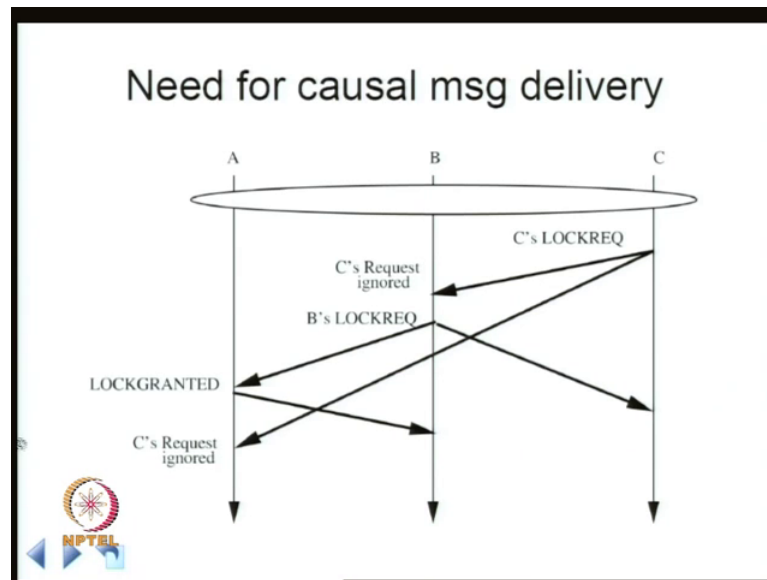 Need for causal msg delivery
A
B
C
C's LOCKREQ
C's Request
ignored
B's LOCKREQ
LOCKGRANTED
C's Request
ignored
©
NPTEL